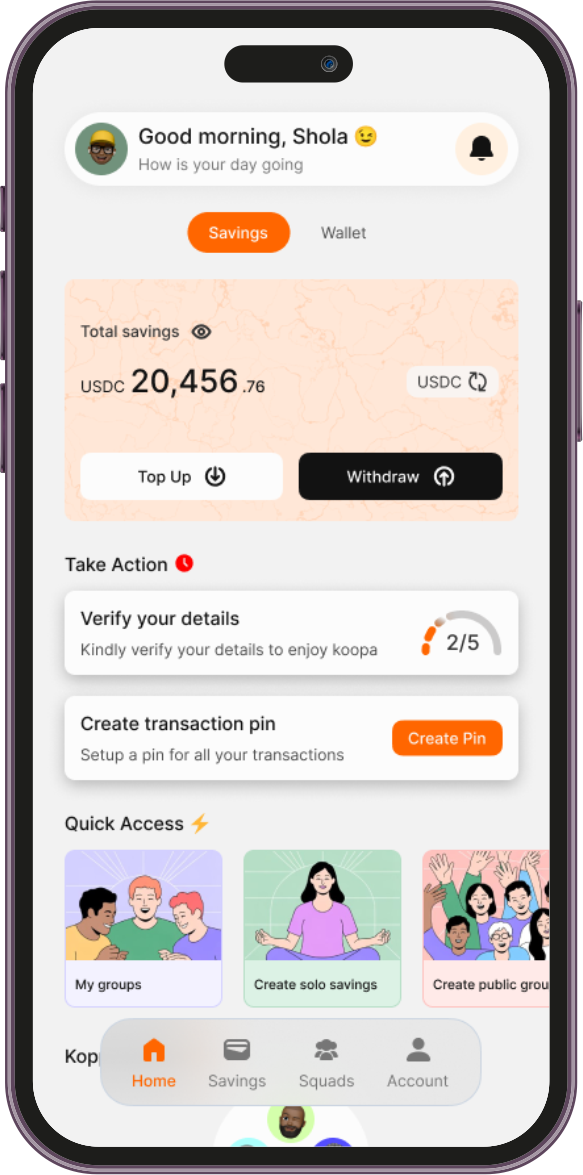 Good morning, Shola 😉
How is your day going
Savings
Wallet
Total savings
USDC 20,456 .76
USDC
Top Up
Withdraw
Take Action
Verify your details
Kindly verify your details to enjoy koopa
2/5
Create transaction pin
Setup a pin for all your transactions
Create Pin
Quick Access ⚡
My groups
Create solo savings
Create public grou
Kop
Home
Savings
Squads
Account